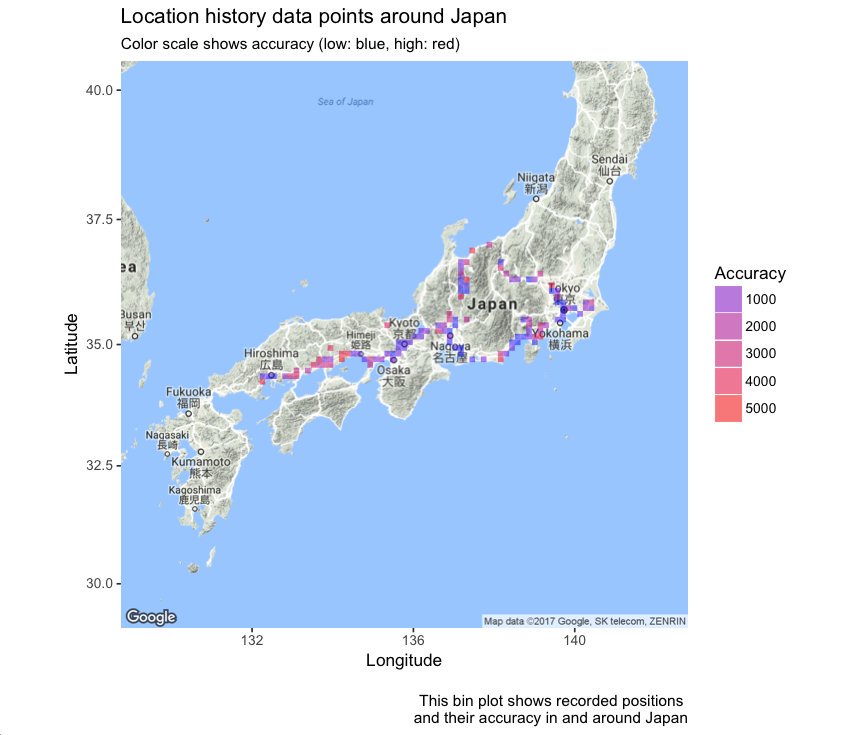 Location history data points around Japan
Color scale shows accuracy (low: blue, high: red)
40.0
37.5
35.0
32.5
30.0
Latitude
Sea of Japan
Sendai
仙台
Niigata
新潟
ea
Busan
부산
Japan
Tokyo
東京
Yokohama
横浜
Nagoya
名古屋
Kyoto
京都
Himeji
姫路
Osaka
大阪
Hiroshima
広島
Fukuoka
福岡
Nagasaki
長崎
Kumamoto
熊本
Kagoshima
鹿児島
Google
Map data ©2017 Google, SK telecom, ZENRIN
132
136
140
Longitude
Accuracy
1000
2000
3000
4000
5000
This bin plot shows recorded positions
and their accuracy in and around Japan